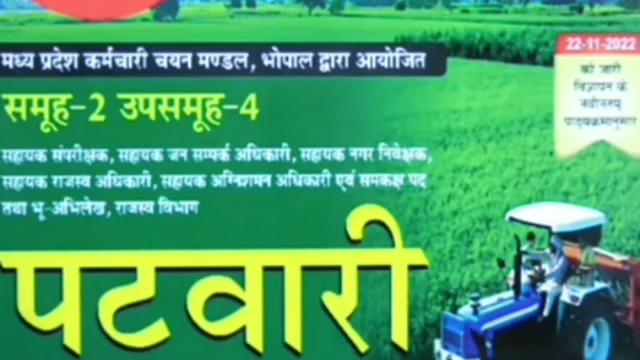 मध्य प्रदेश कर्मचारी चयन मण्डल, भोपाल द्वारा आयोजित
समूह-2 उपसमूह-4
सहायक संपरीक्षक, सहायक जन सम्पर्क अधिकारी, सहायक नगर निवेक्षक,
सहायक राजस्व अधिकारी, सहायक अग्निशमन अधिकारी एवं समकक्ष पद
तथा भू-अभिलेख, राजस्व विभाग
पटवारी
22-11-2022
को जारी
विज्ञापन के
नवीनतम्
पाठ्यक्रमानुसार